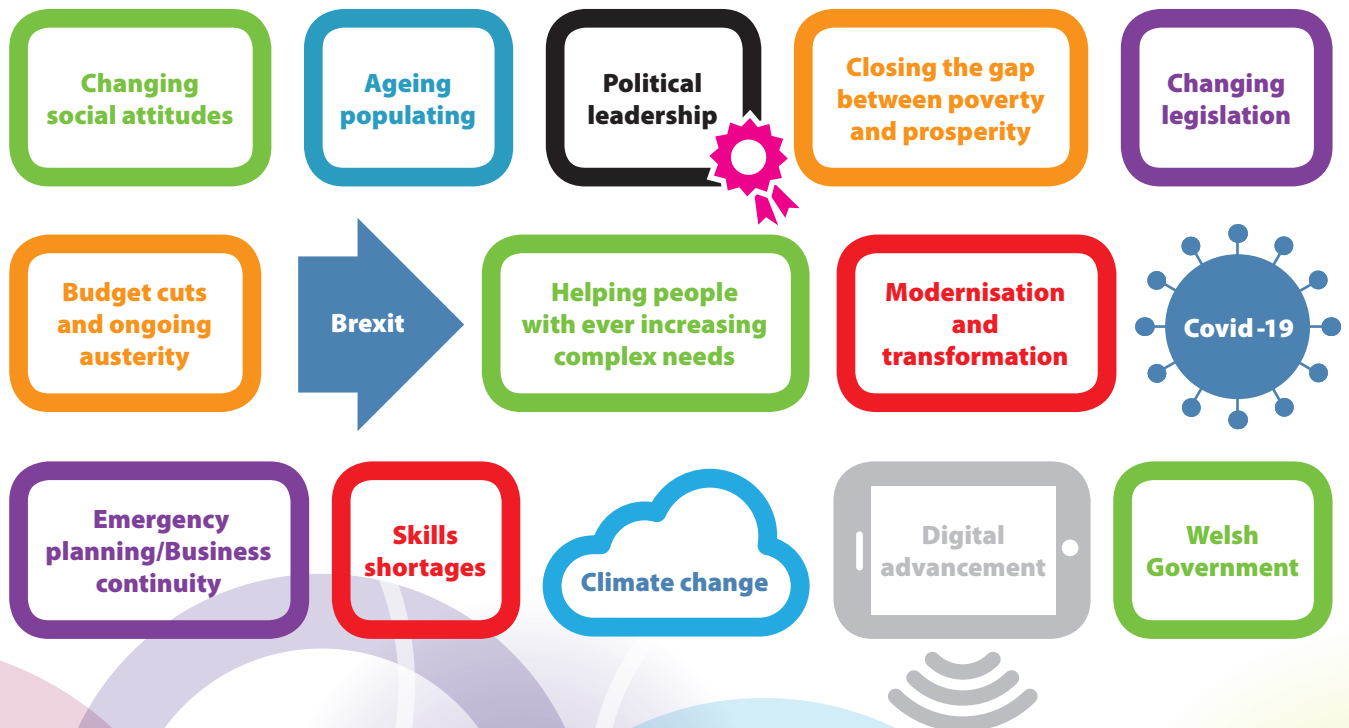 Changing
social attitudes
Ageing
populating
Political
leadership
Closing the gap
between poverty
and prosperity
Changing
legislation
Budget cuts
and ongoing
austerity
Brexit
Helping people
with ever increasing
complex needs
Modernisation
and
transformation
Covid-19
Emergency
planning/Business
continuity
Skills
shortages
Climate change
Digital
advancement
Welsh
Government